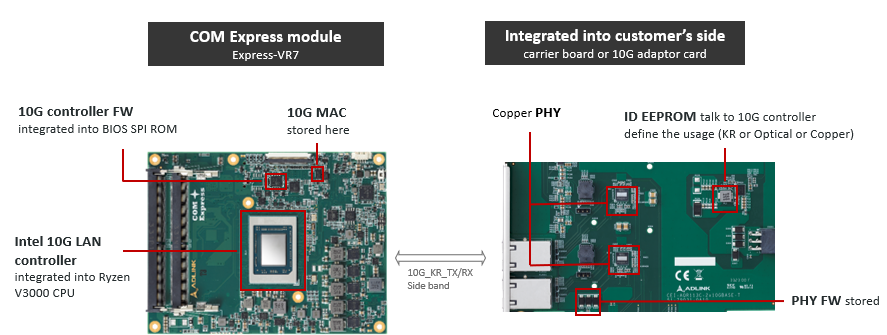 COM Express module
Express-VR7
Integrated into customer's side
carrier board or 10G adaptor card
10G controller FW
integrated into BIOS SPI ROM
10G MAC
stored here
Copper PHY
ID EEPROM talk to 10G controller
define the usage (KR or Optical or Copper)
COM
Express
Intel 10G LAN
controller
integrated into Ryzen
V3000 CPU
ADLINK
10G_KR_TX/RX
Side band
CE
ADLINK
PHY FW stored